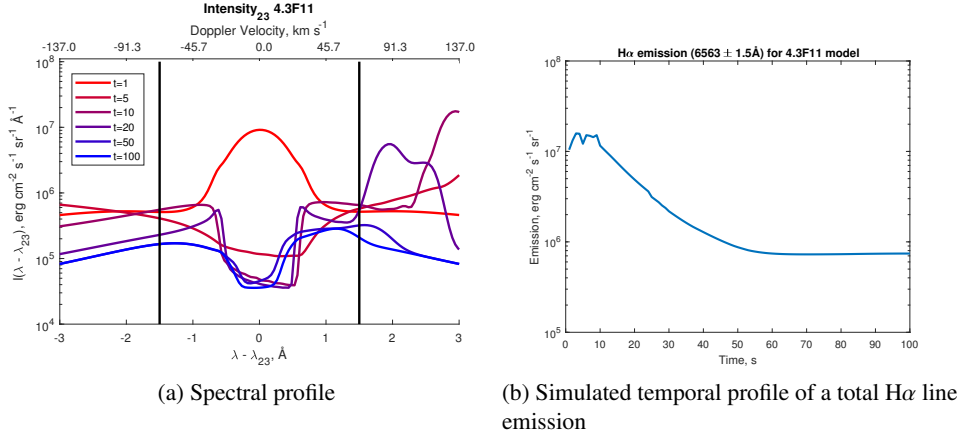 Intensity₂₃ 4.3F11
Doppler Velocity, km s⁻¹
-137.0 -91.3 -45.7 0.0 45.7 91.3 137.0
10⁸
10⁷
10⁶
10⁵
10⁴
I(λ - λ₂₃), erg cm⁻² s⁻¹ sr⁻¹ Å⁻¹
t=1
t=5
t=10
t=20
t=50
t=100
-3 -2 -1 0 1 2 3
λ - λ₂₃, Å
(a) Spectral profile
Hα emission (6563 ± 1.5Å) for 4.3F11 model
10⁸
10⁷
10⁶
10⁵
Emission, erg cm⁻² s⁻¹ sr⁻¹
0 10 20 30 40 50 60 70 80 90 100
Time, s
(b) Simulated temporal profile of a total Hα line
emission